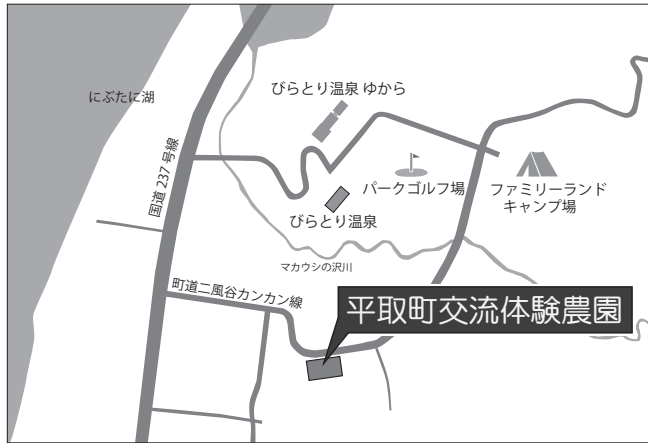 にぶたに湖
びらとり温泉 ゆから
国道 237 号線
パークゴルフ場
ファミリーランド
キャンプ場
びらとり温泉
マカウシの沢川
町道二風谷カンカン線
平取町交流体験農園